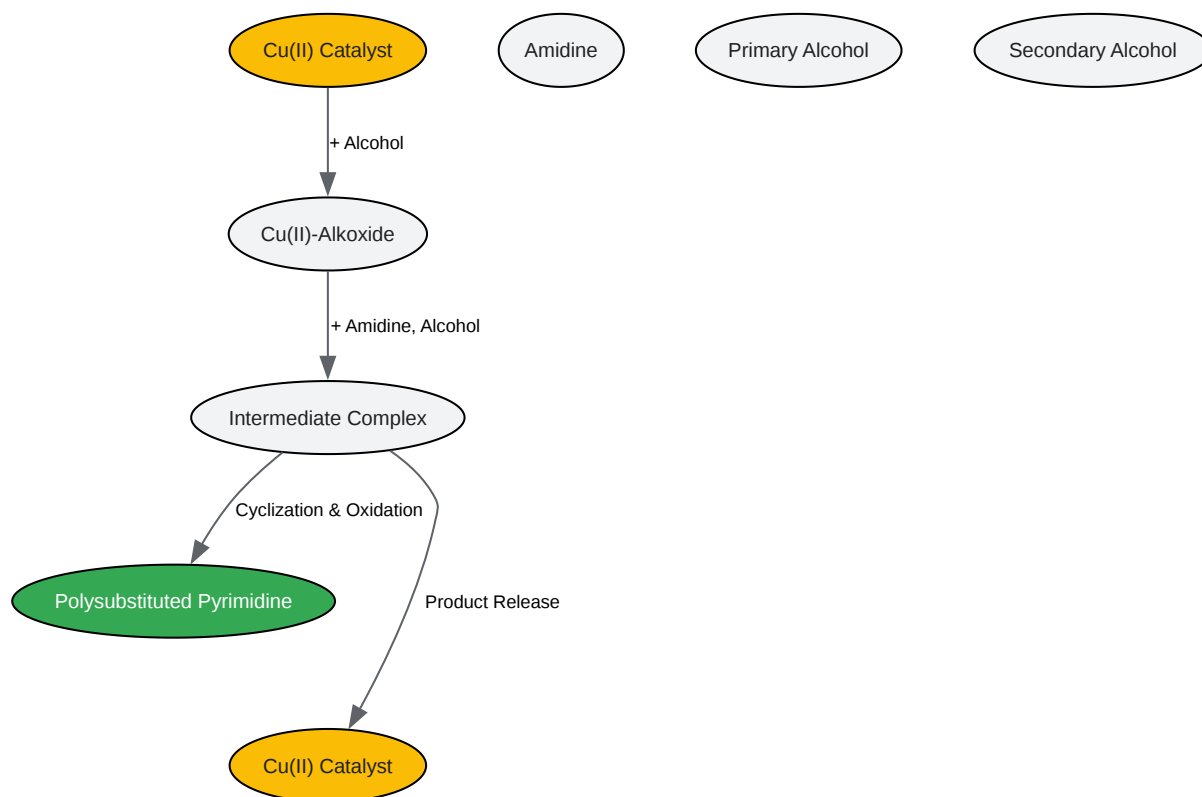 Cu(II) Catalyst
Amidine
Primary Alcohol
Secondary Alcohol
+ Alcohol
Cu(II)-Alkoxide
+ Amidine, Alcohol
Intermediate Complex
Cyclization & Oxidation
Polysubstituted Pyrimidine
Product Release
Cu(II) Catalyst